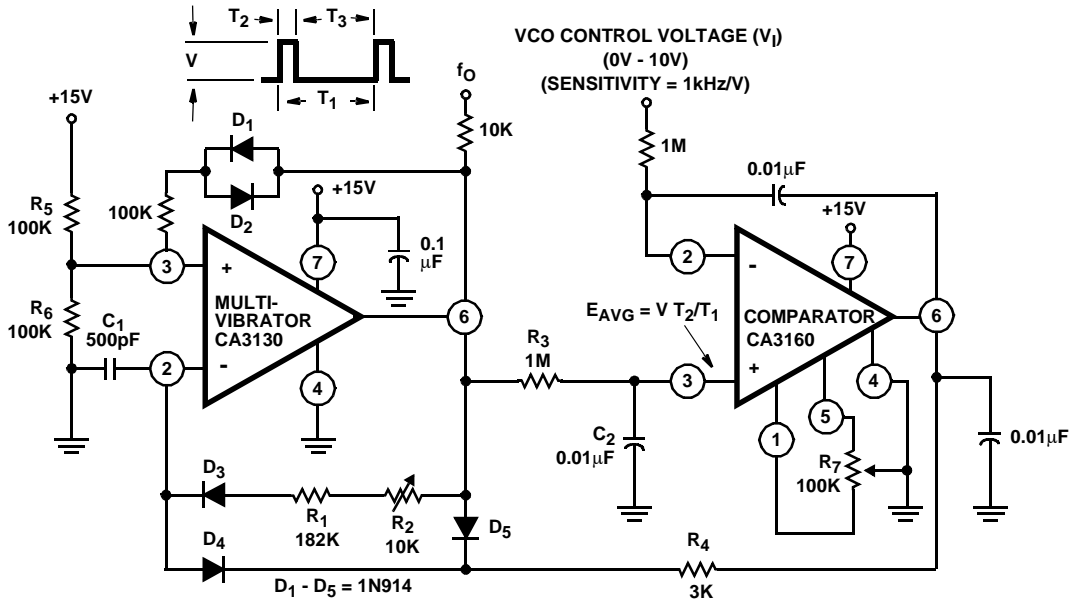 T₂
T₃
V
T₁
+15V
D₁
D₂
R₅
100K
100K
R₆
100K
C₁
500pF
3
2
+
-
MULTI-
VIBRATOR
CA3130
7
4
6
+15V
0.1
µF
f₀
10K
VCO CONTROL VOLTAGE (V_I)
(0V - 10V)
(SENSITIVITY = 1kHz/V)
1M
0.01µF
+15V
2
7
-
COMPARATOR
CA3160
+
6
E_AVG = V T₂/T₁
R₃
1M
3
4
5
1
C₂
0.01µF
R₇
100K
0.01µF
D₃
R₁
182K
R₂
10K
D₅
D₄
D₁ - D₅ = 1N914
R₄
3K